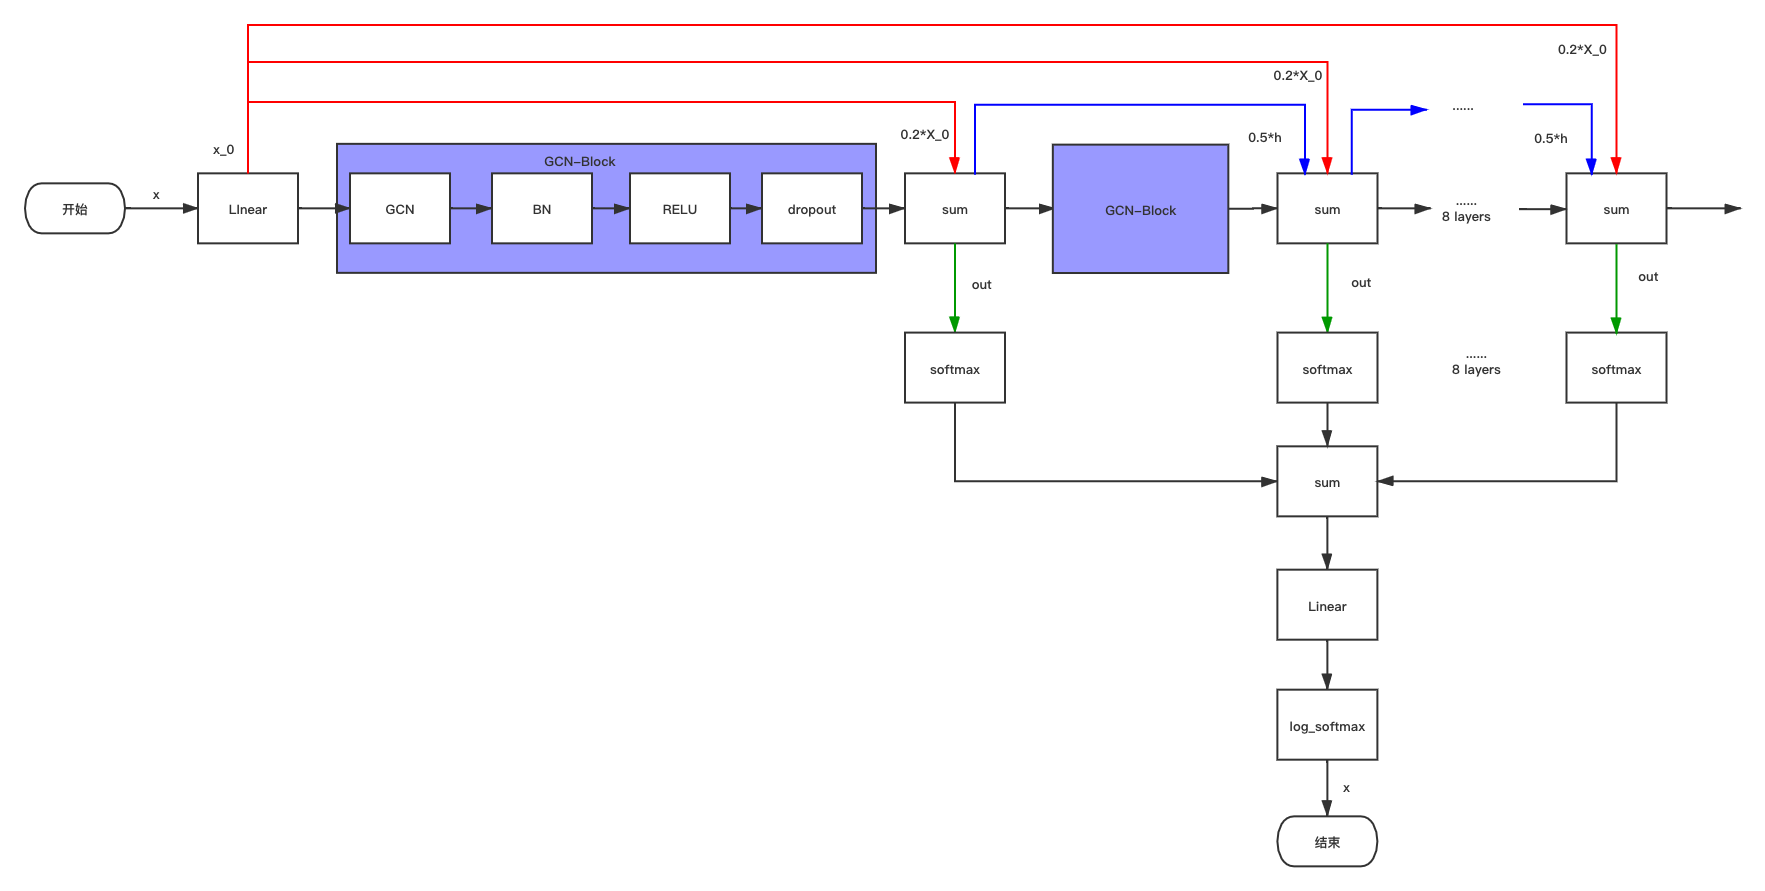 0.2*X_0
0.2*X_0
......
0.2*X_0
0.5*h
0.5*h
x_0
GCN-Block
x
开始
LInear
GCN
BN
RELU
dropout
sum
GCN-Block
sum
......
8 layers
sum
out
out
out
softmax
softmax
......
8 layers
softmax
sum
Linear
log_softmax
x
结束